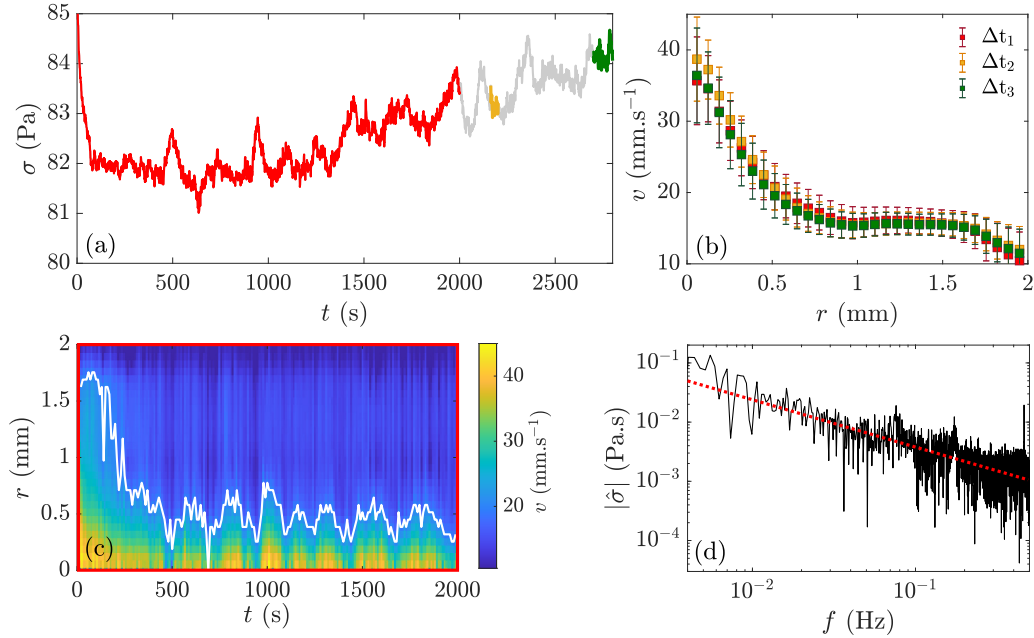 85
84
83
82
81
80
σ (Pa)
(a)
0 500 1000 1500 2000 2500
t (s)
40
30
20
10
v (mm.s⁻¹)
Δt₁
Δt₂
Δt₃
(b)
0 0.5 1 1.5 2
r (mm)
2
1.5
1
0.5
0
r (mm)
(c)
0 500 1000 1500 2000
t (s)
40
30
20
v (mm.s⁻¹)
10⁻¹
10⁻²
10⁻³
10⁻⁴
|σ̂| (Pa.s)
(d)
10⁻² 10⁻¹
f (Hz)